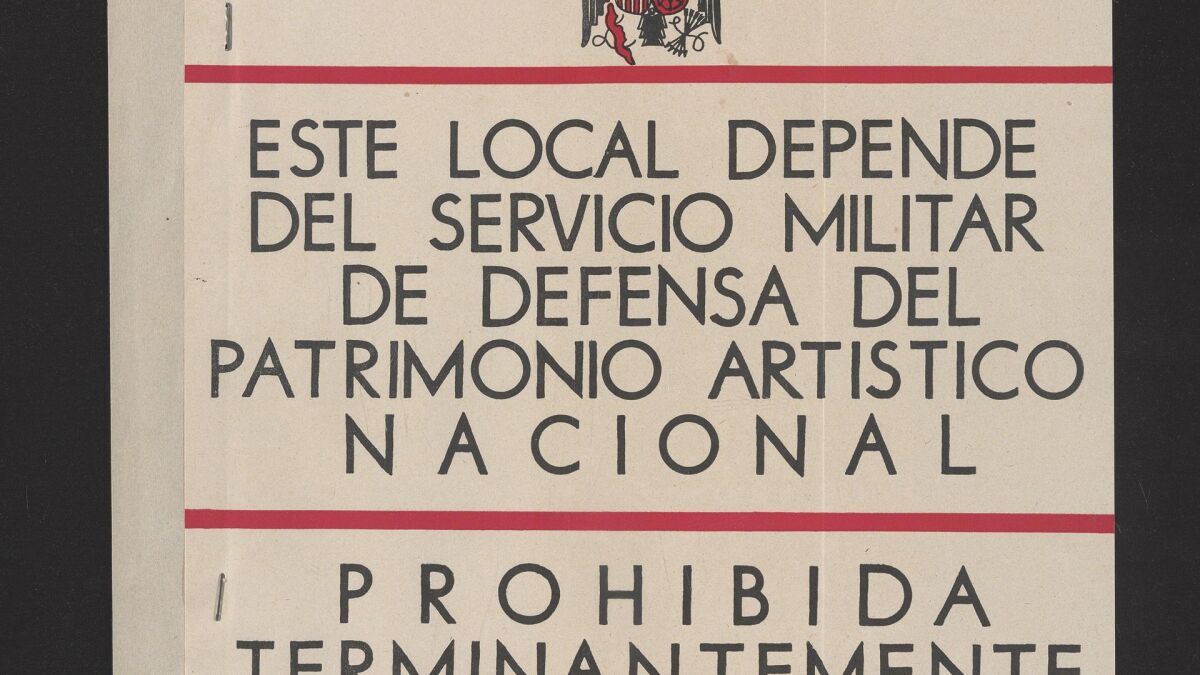 ESTE LOCAL DEPENDE
DEL SERVICIO MILITAR
DE DEFENSA DEL
PATRIMONIO ARTISTICO
NACIONAL
PROHIBIDA
TERMINANTEMENTE